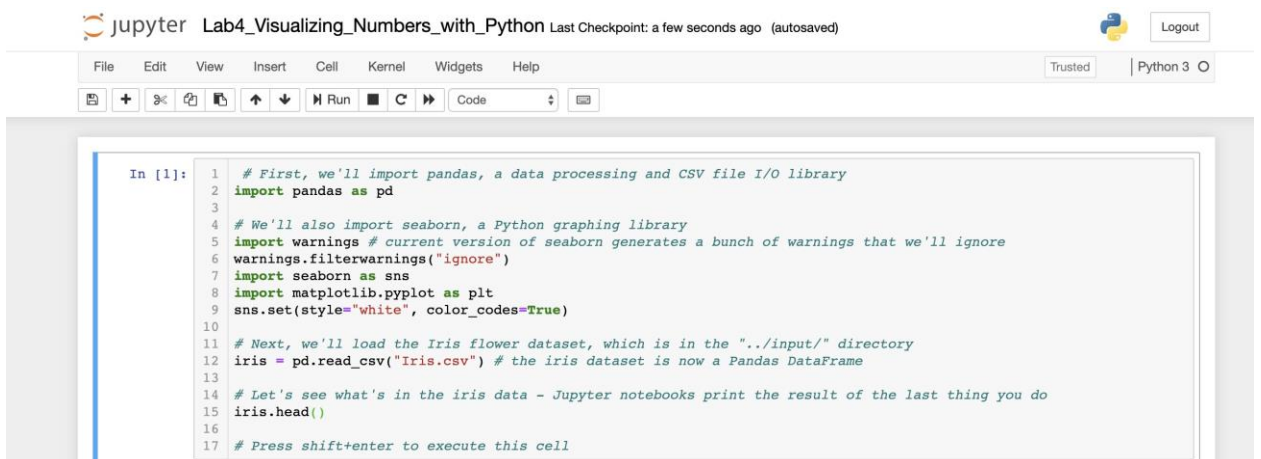 jupyter Lab4_Visualizing_Numbers_with_Python Last Checkpoint: a few seconds ago (autosaved) Logout
File Edit View Insert Cell Kernel Widgets Help Trusted Python 3
Run Code
In [1]:
1 # First, we'll import pandas, a data processing and CSV file I/O library
2 import pandas as pd
3
4 # We'll also import seaborn, a Python graphing library
5 import warnings # current version of seaborn generates a bunch of warnings that we'll ignore
6 warnings.filterwarnings("ignore")
7 import seaborn as sns
8 import matplotlib.pyplot as plt
9 sns.set(style="white", color_codes=True)
10
11 # Next, we'll load the Iris flower dataset, which is in the "../input/" directory
12 iris = pd.read_csv("Iris.csv") # the iris dataset is now a Pandas DataFrame
13
14 # Let's see what's in the iris data - Jupyter notebooks print the result of the last thing you do
15 iris.head()
16
17 # Press shift+enter to execute this cell